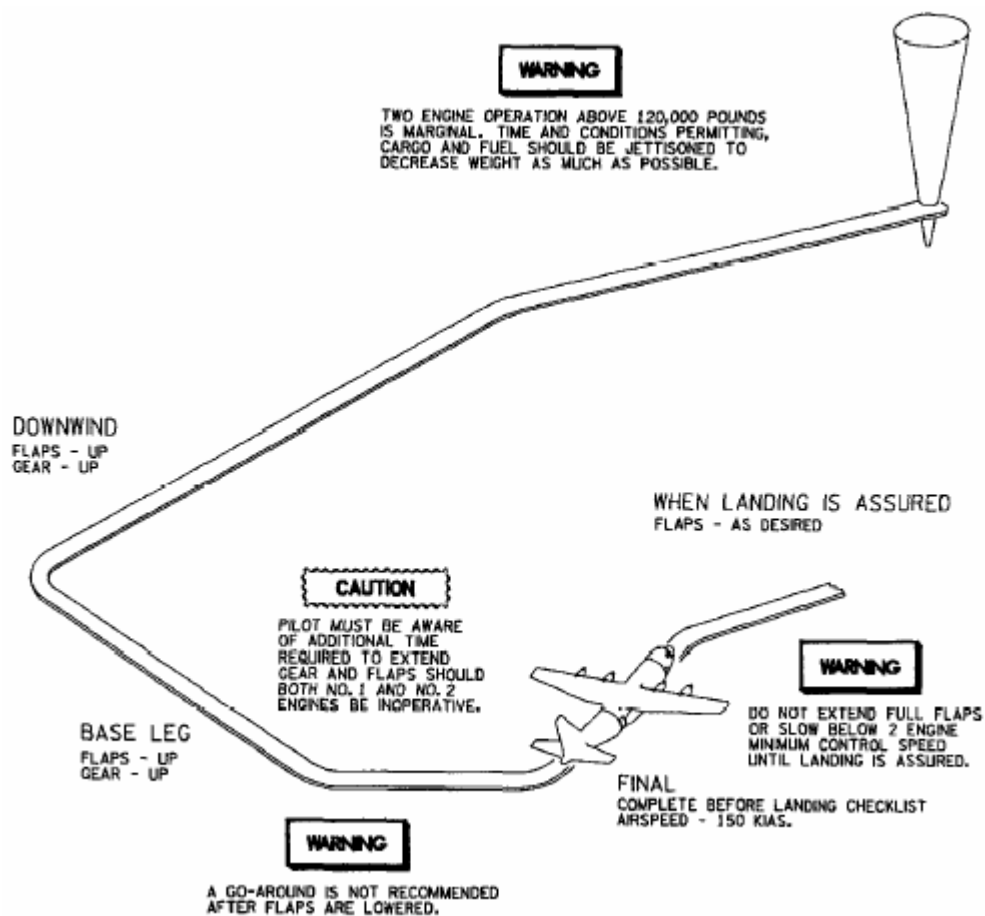 WARNING
TWO ENGINE OPERATION ABOVE 120,000 POUNDS
IS MARGINAL. TIME AND CONDITIONS PERMITTING,
CARGO AND FUEL SHOULD BE JETTISONED TO
DECREASE WEIGHT AS MUCH AS POSSIBLE.
DOWNWIND
FLAPS - UP
GEAR - UP
WHEN LANDING IS ASSURED
FLAPS - AS DESIRED
CAUTION
PILOT MUST BE AWARE
OF ADDITIONAL TIME
REQUIRED TO EXTEND
GEAR AND FLAPS SHOULD
BOTH NO. 1 AND NO. 2
ENGINES BE INOPERATIVE.
WARNING
DO NOT EXTEND FULL FLAPS
OR SLOW BELOW 2 ENGINE
MINIMUM CONTROL SPEED
UNTIL LANDING IS ASSURED.
BASE LEG
FLAPS - UP
GEAR - UP
FINAL
COMPLETE BEFORE LANDING CHECKLIST
AIRSPEED - 150 KIAS.
WARNING
A GO-AROUND IS NOT RECOMMENDED
AFTER FLAPS ARE LOWERED.